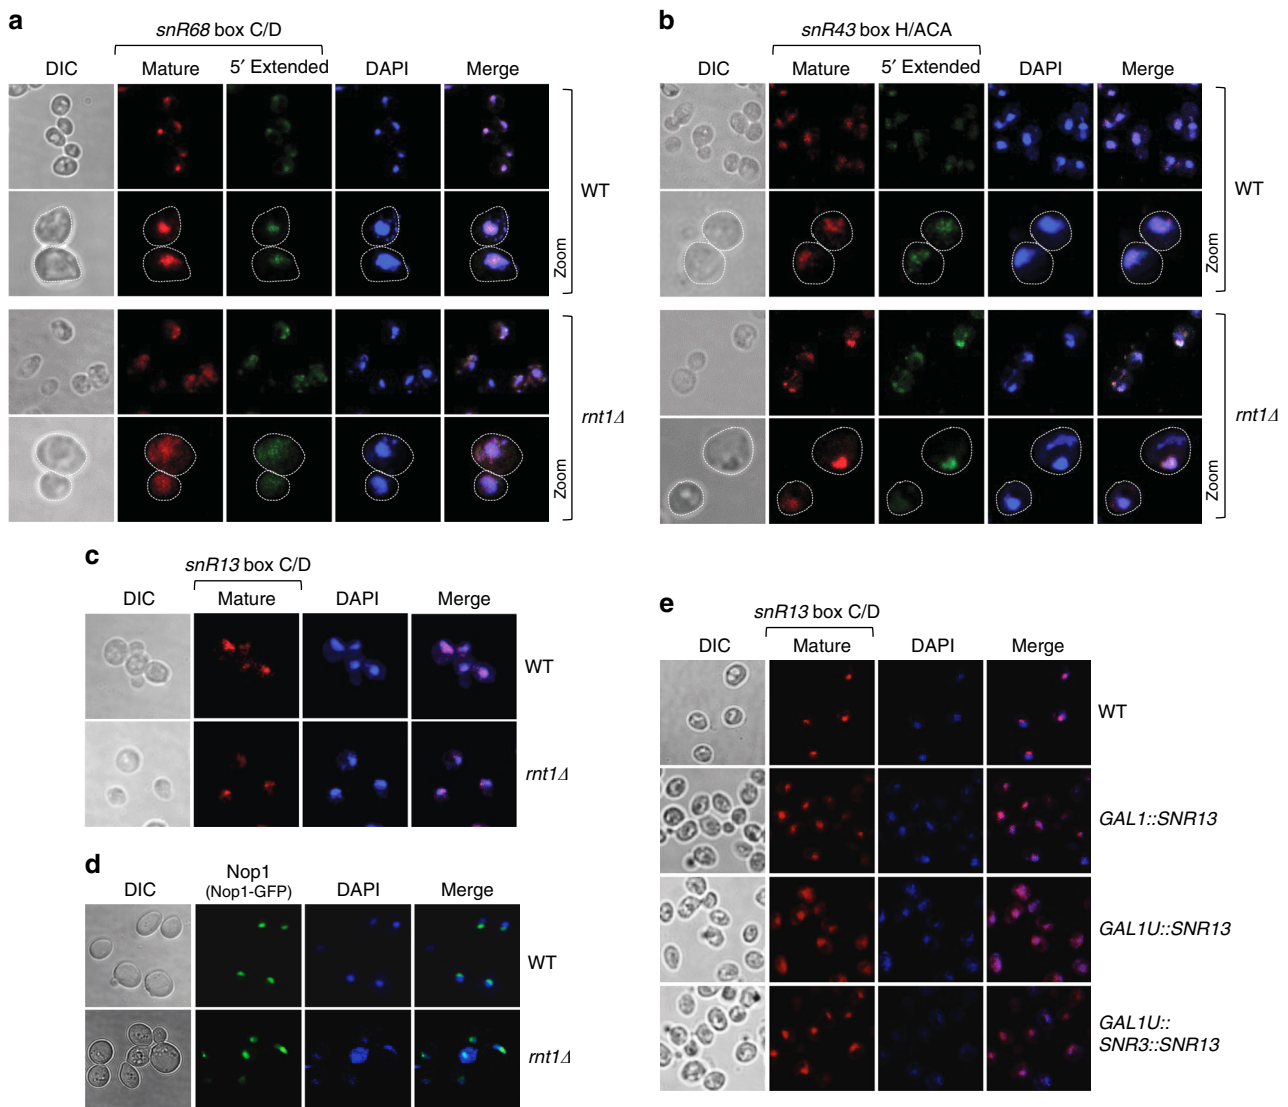 a
snR68 box C/D
DIC
Mature
5′ Extended
DAPI
Merge
WT
Zoom
rnt1Δ
Zoom
b
snR43 box H/ACA
DIC
Mature
5′ Extended
DAPI
Merge
WT
Zoom
rnt1Δ
Zoom
c
snR13 box C/D
DIC
Mature
DAPI
Merge
WT
rnt1Δ
d
DIC
Nop1
(Nop1-GFP)
DAPI
Merge
WT
rnt1Δ
e
snR13 box C/D
DIC
Mature
DAPI
Merge
WT
GAL1::SNR13
GAL1U::SNR13
GAL1U::
SNR3::SNR13